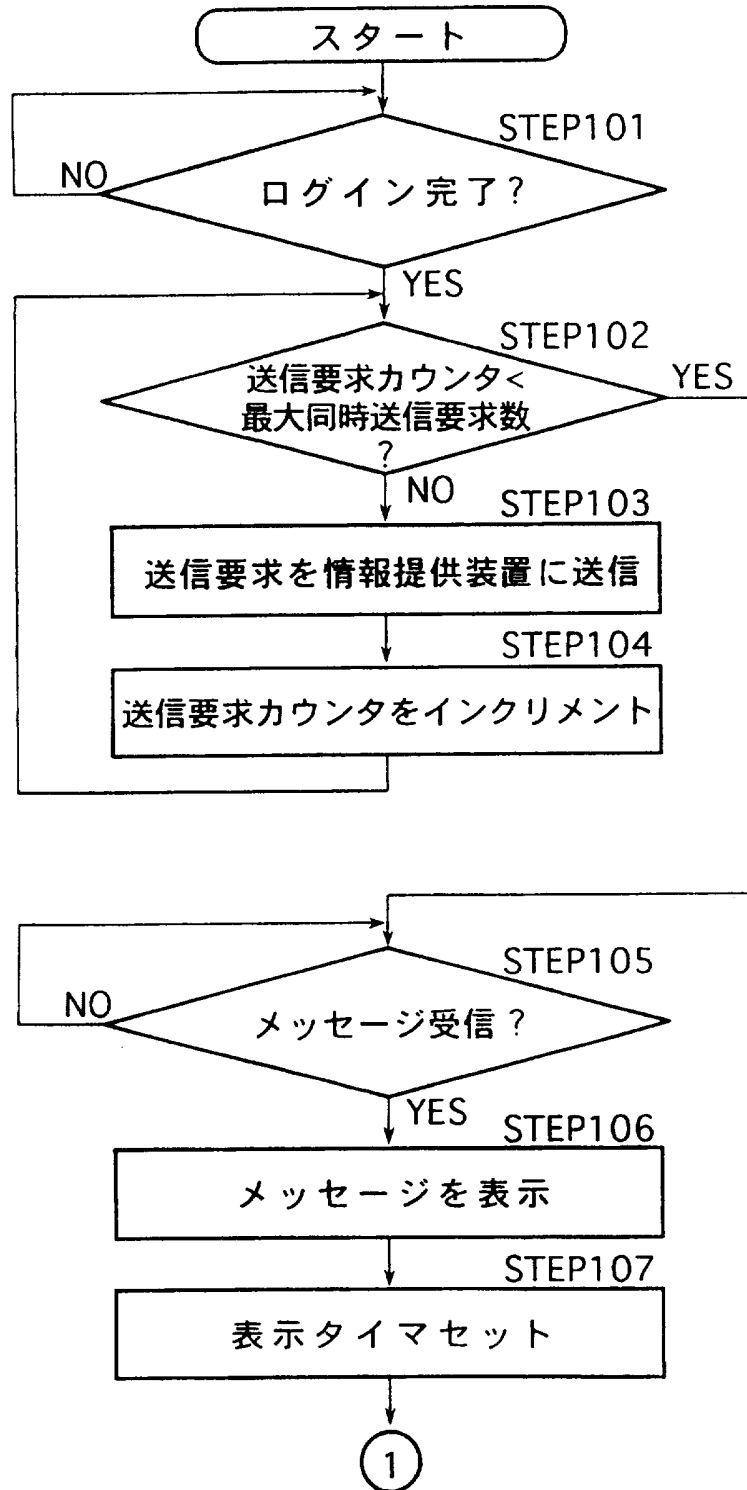 スタート
STEP101
NO
ログイン完了?
YES
STEP102
送信要求カウンタ<
最大同時送信要求数
?
YES
NO
STEP103
送信要求を情報提供装置に送信
STEP104
送信要求カウンタをインクリメント
STEP105
NO
メッセージ受信?
YES
STEP106
メッセージを表示
STEP107
表示タイマセット
1